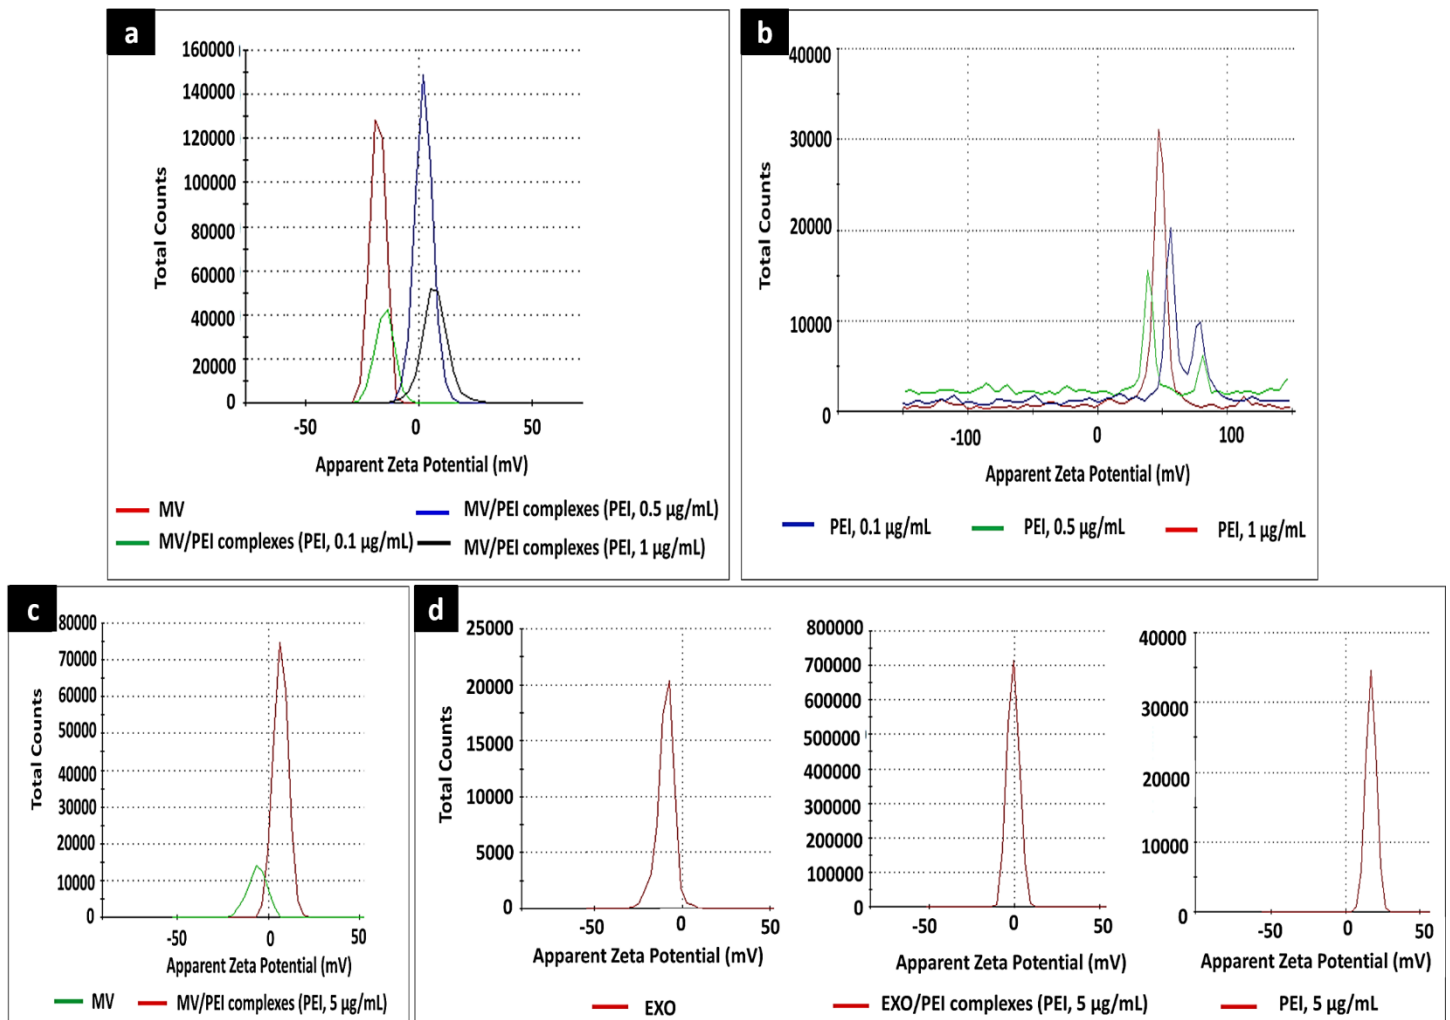 a
160000
140000
120000
100000
80000
60000
40000
20000
0
Total Counts
-50
0
50
Apparent Zeta Potential (mV)
MV
MV/PEI complexes (PEI, 0.5 µg/mL)
MV/PEI complexes (PEI, 0.1 µg/mL)
MV/PEI complexes (PEI, 1 µg/mL)
b
40000
30000
20000
10000
0
Total Counts
-100
0
100
Apparent Zeta Potential (mV)
PEI, 0.1 µg/mL
PEI, 0.5 µg/mL
PEI, 1 µg/mL
c
80000
70000
60000
50000
40000
30000
20000
10000
0
Total Counts
-50
0
50
Apparent Zeta Potential (mV)
MV
MV/PEI complexes (PEI, 5 µg/mL)
d
25000
20000
15000
10000
5000
0
Total Counts
-50
0
50
Apparent Zeta Potential (mV)
EXO
800000
700000
600000
500000
400000
300000
200000
100000
0
-50
0
50
Apparent Zeta Potential (mV)
EXO/PEI complexes (PEI, 5 µg/mL)
40000
30000
20000
10000
0
-50
0
50
Apparent Zeta Potential (mV)
PEI, 5 µg/mL